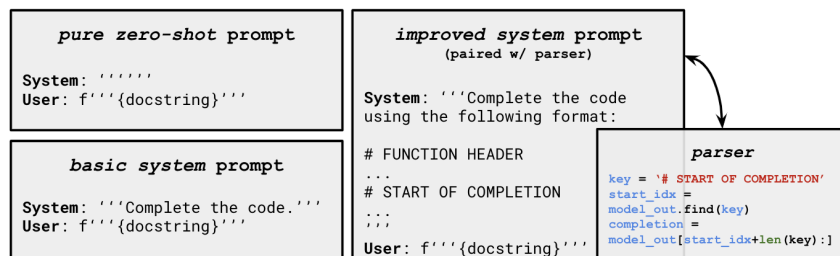 pure zero-shot prompt
System: ‘‘‘‘‘‘
User: f‘‘‘{docstring}’’’
basic system prompt
System: ‘‘‘Complete the code.’’’
User: f‘‘‘{docstring}’’’
improved system prompt
(paired w/ parser)
System: ‘‘‘Complete the code
using the following format:
# FUNCTION HEADER
...
# START OF COMPLETION
...
’’’
User: f‘‘‘{docstring}’’’
parser
key = ‘# START OF COMPLETION’
start_idx =
model_out.find(key)
completion =
model_out[start_idx+len(key):]